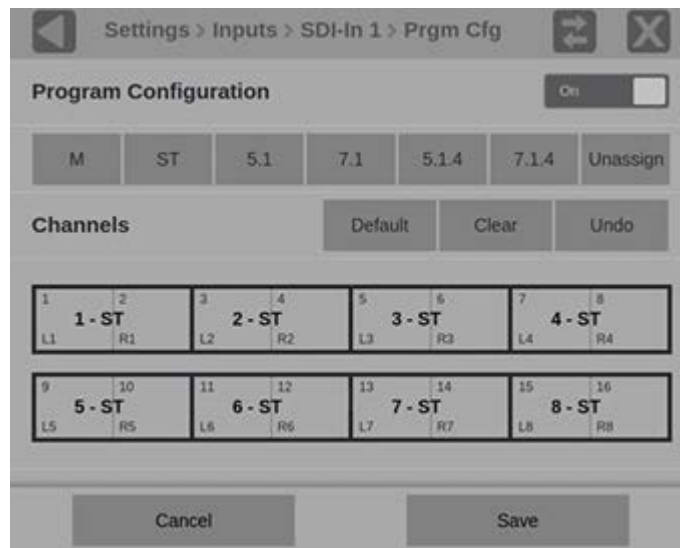 Settings > Inputs > SDI-In 1 > Prgm Cfg
Program Configuration On
M ST 5.1 7.1 5.1.4 7.1.4 Unassign
Channels Default Clear Undo
1 2 3 4 5 6 7 8
1 - ST 2 - ST 3 - ST 4 - ST
L1 R1 L2 R2 L3 R3 L4 R4
9 10 11 12 13 14 15 16
5 - ST 6 - ST 7 - ST 8 - ST
L5 R5 L6 R6 L7 R7 L8 R8
Cancel Save